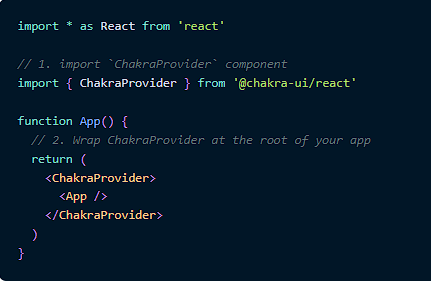 import * as React from 'react'
// 1. import `ChakraProvider` component
import { ChakraProvider } from '@chakra-ui/react'
function App() {
// 2. Wrap ChakraProvider at the root of your app
return (
<ChakraProvider>
<App />
</ChakraProvider>
)
}